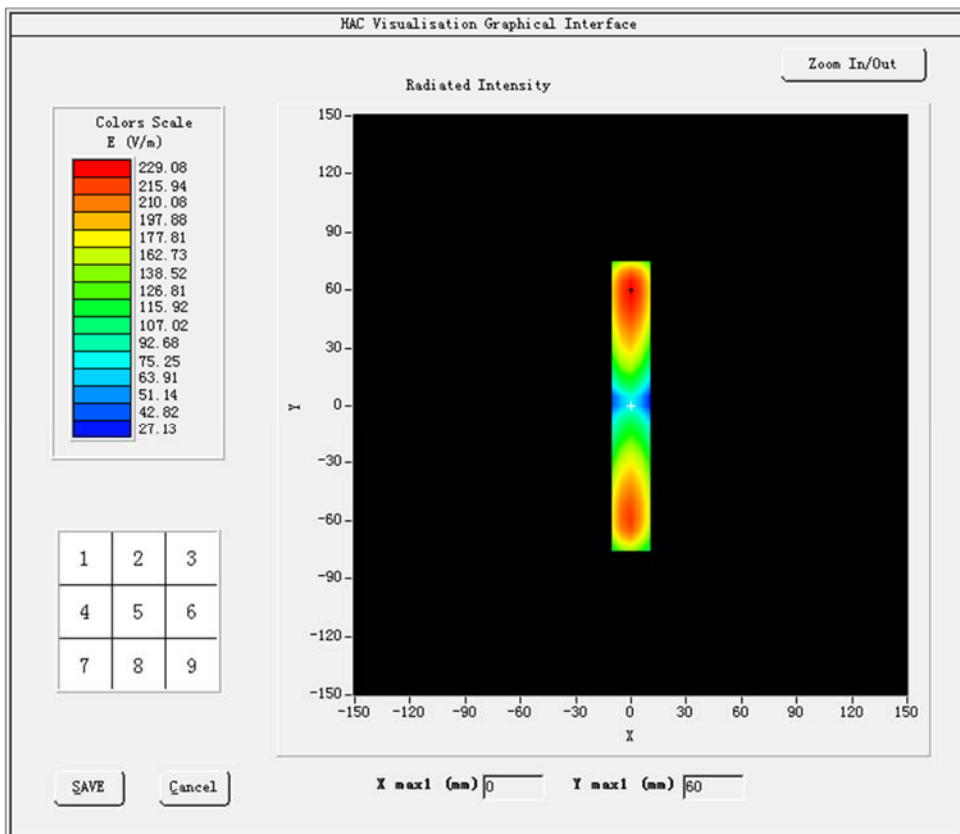 HAC Visualisation Graphical Interface
Zoom In/Out
Radiated Intensity
Colors Scale
E (V/m)
229.08
215.94
210.08
197.88
177.81
162.73
138.52
126.81
115.92
107.02
92.68
75.25
63.91
51.14
42.82
27.13
1 2 3
4 5 6
7 8 9
150
120
90
60
30
0
-30
-60
-90
-120
-150
Y
-150 -120 -90 -60 -30 0 30 60 90 120 150
X
SAVE
Cancel
X max1 (mm) 0
Y max1 (mm) 60